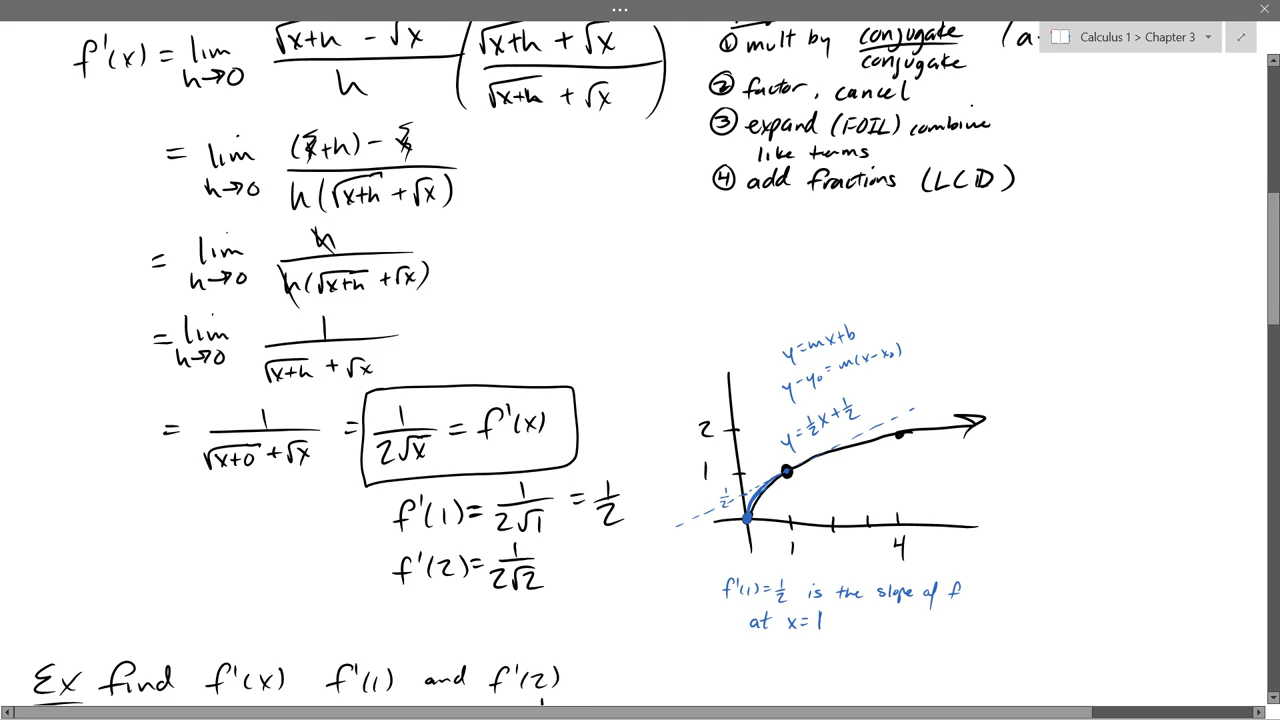 Calculus 1 > Chapter 3
f'(x) = lim h→0 (√x+h - √x)/h ((√x+h + √x)/(√x+h + √x))
= lim h→0 ((x+h) - x)/(h(√x+h + √x))
= lim h→0 h/(h(√x+h + √x))
= lim h→0 1/(√x+h + √x)
= 1/(√x+0 + √x) = 1/(2√x) = f'(x)
f'(1) = 1/(2√1) = 1/2
f'(2) = 1/(2√2)
① mult by conjugate/conjugate (a
② factor, cancel
③ expand (FOIL) combine
like terms
④ add fractions (LCD)
y=mx+b
y-y₀ = m(x-x₀)
y=½x+½
2
1
½
1 4
f'(1)=½ is the slope of f
at x=1
Ex find f'(x) f'(1) and f'(2)